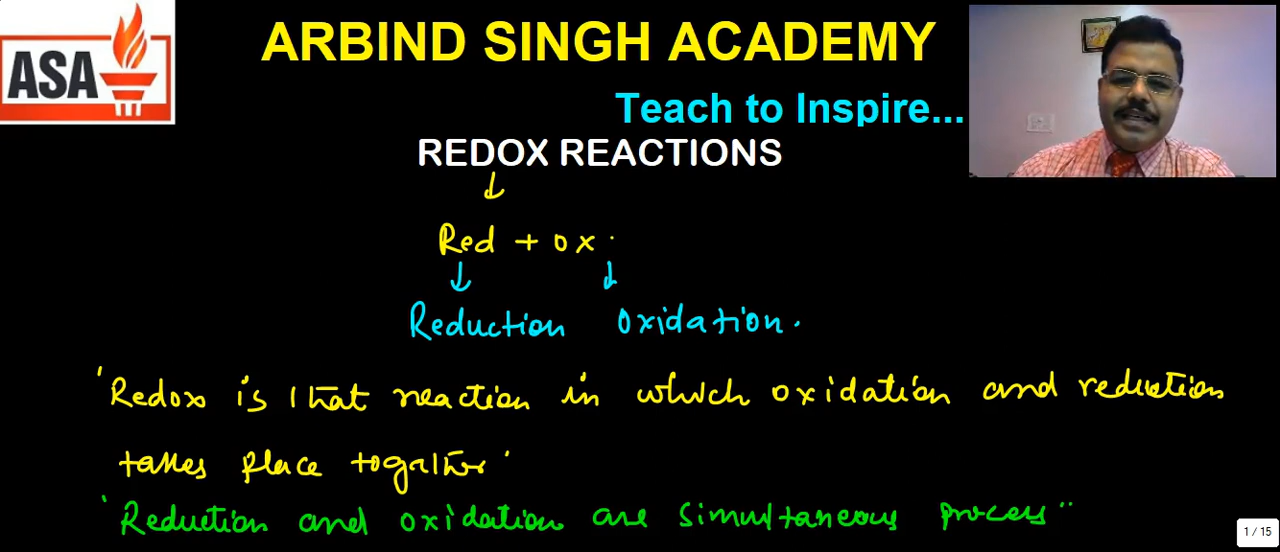 ASA
ARBIND SINGH ACADEMY
Teach to Inspire...
REDOX REACTIONS
Red + ox
Reduction oxidation.
'Redox is that reaction in which oxidation and reduction
takes place together'
"Reduction and oxidation are simultaneous process"
1 / 15